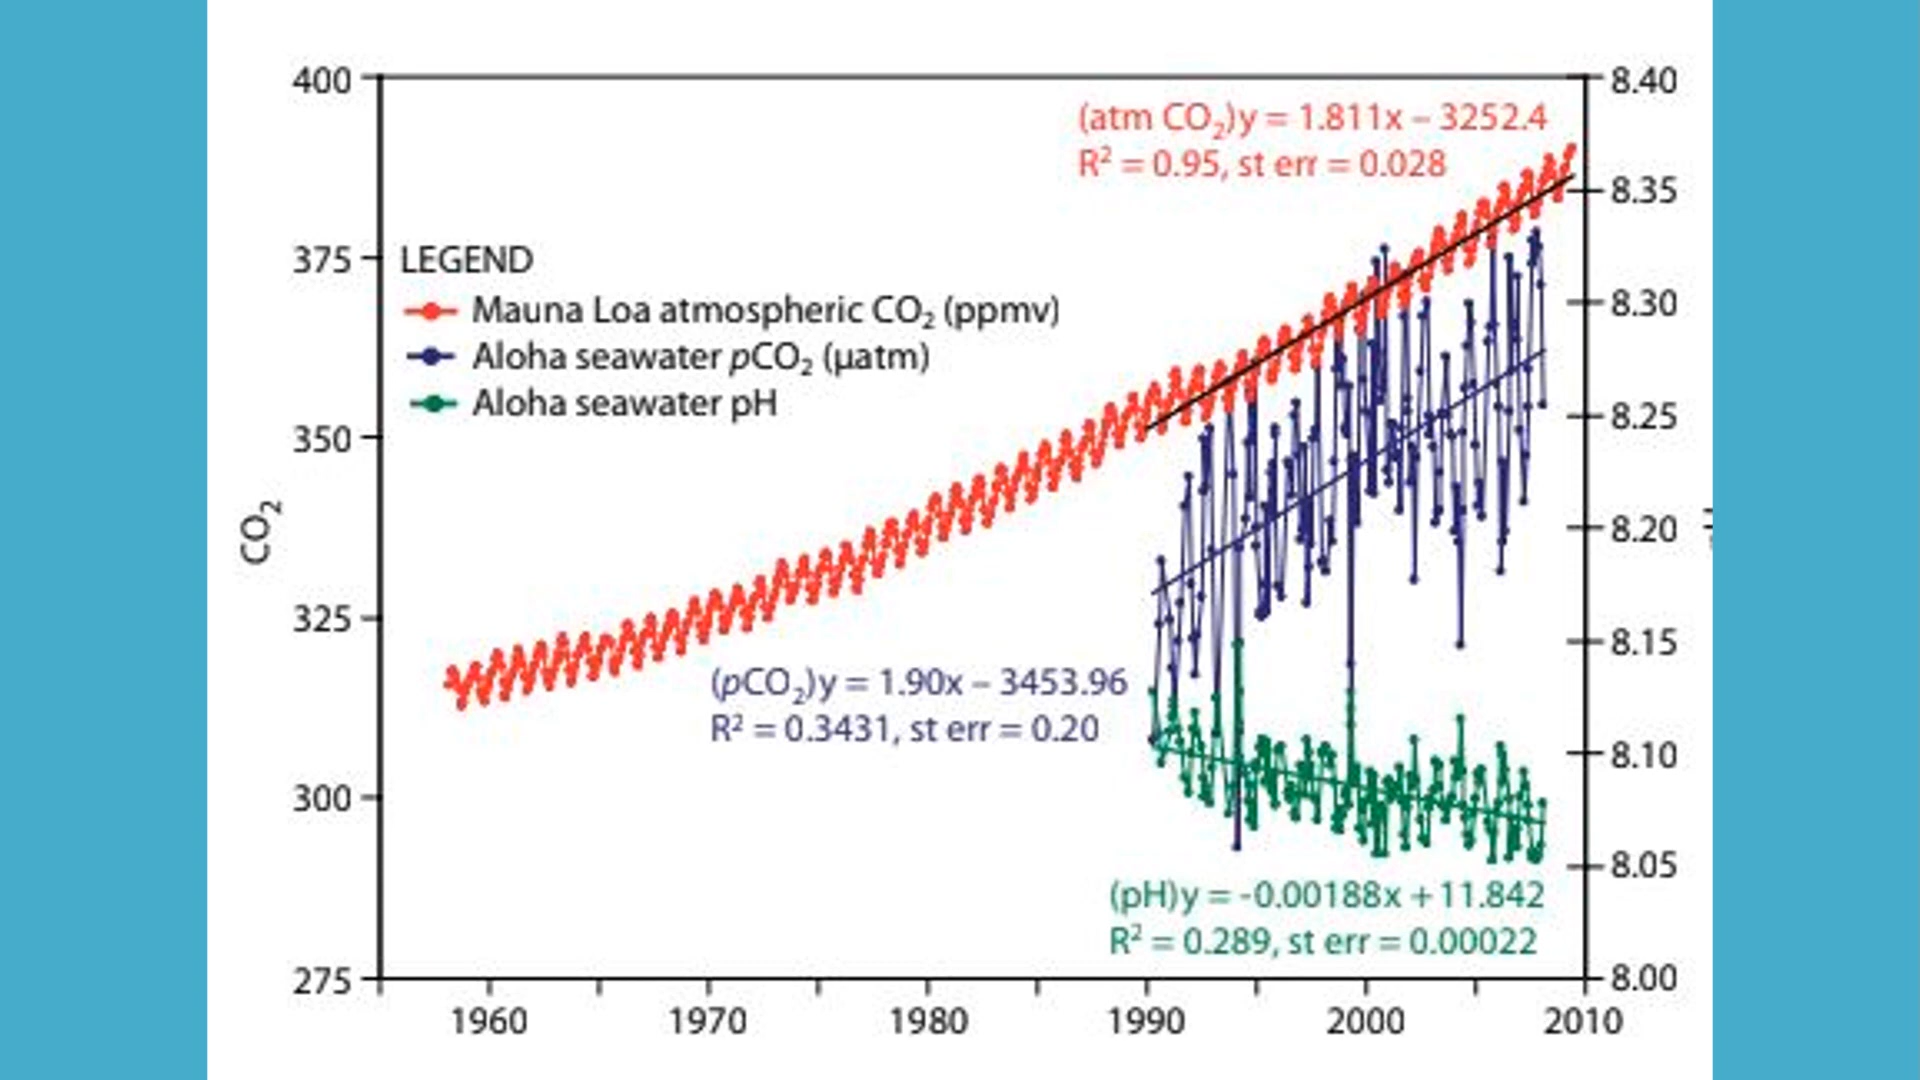 400
8.40
(atm CO₂)y = 1.811x – 3252.4
R² = 0.95, st err = 0.028
8.35
375
LEGEND
8.30
Mauna Loa atmospheric CO₂ (ppmv)
Aloha seawater pCO₂ (µatm)
Aloha seawater pH
350
8.25
CO₂
8.20
325
8.15
(pCO₂)y = 1.90x – 3453.96
R² = 0.3431, st err = 0.20
8.10
300
8.05
(pH)y = -0.00188x + 11.842
R² = 0.289, st err = 0.00022
275
8.00
1960 1970 1980 1990 2000 2010